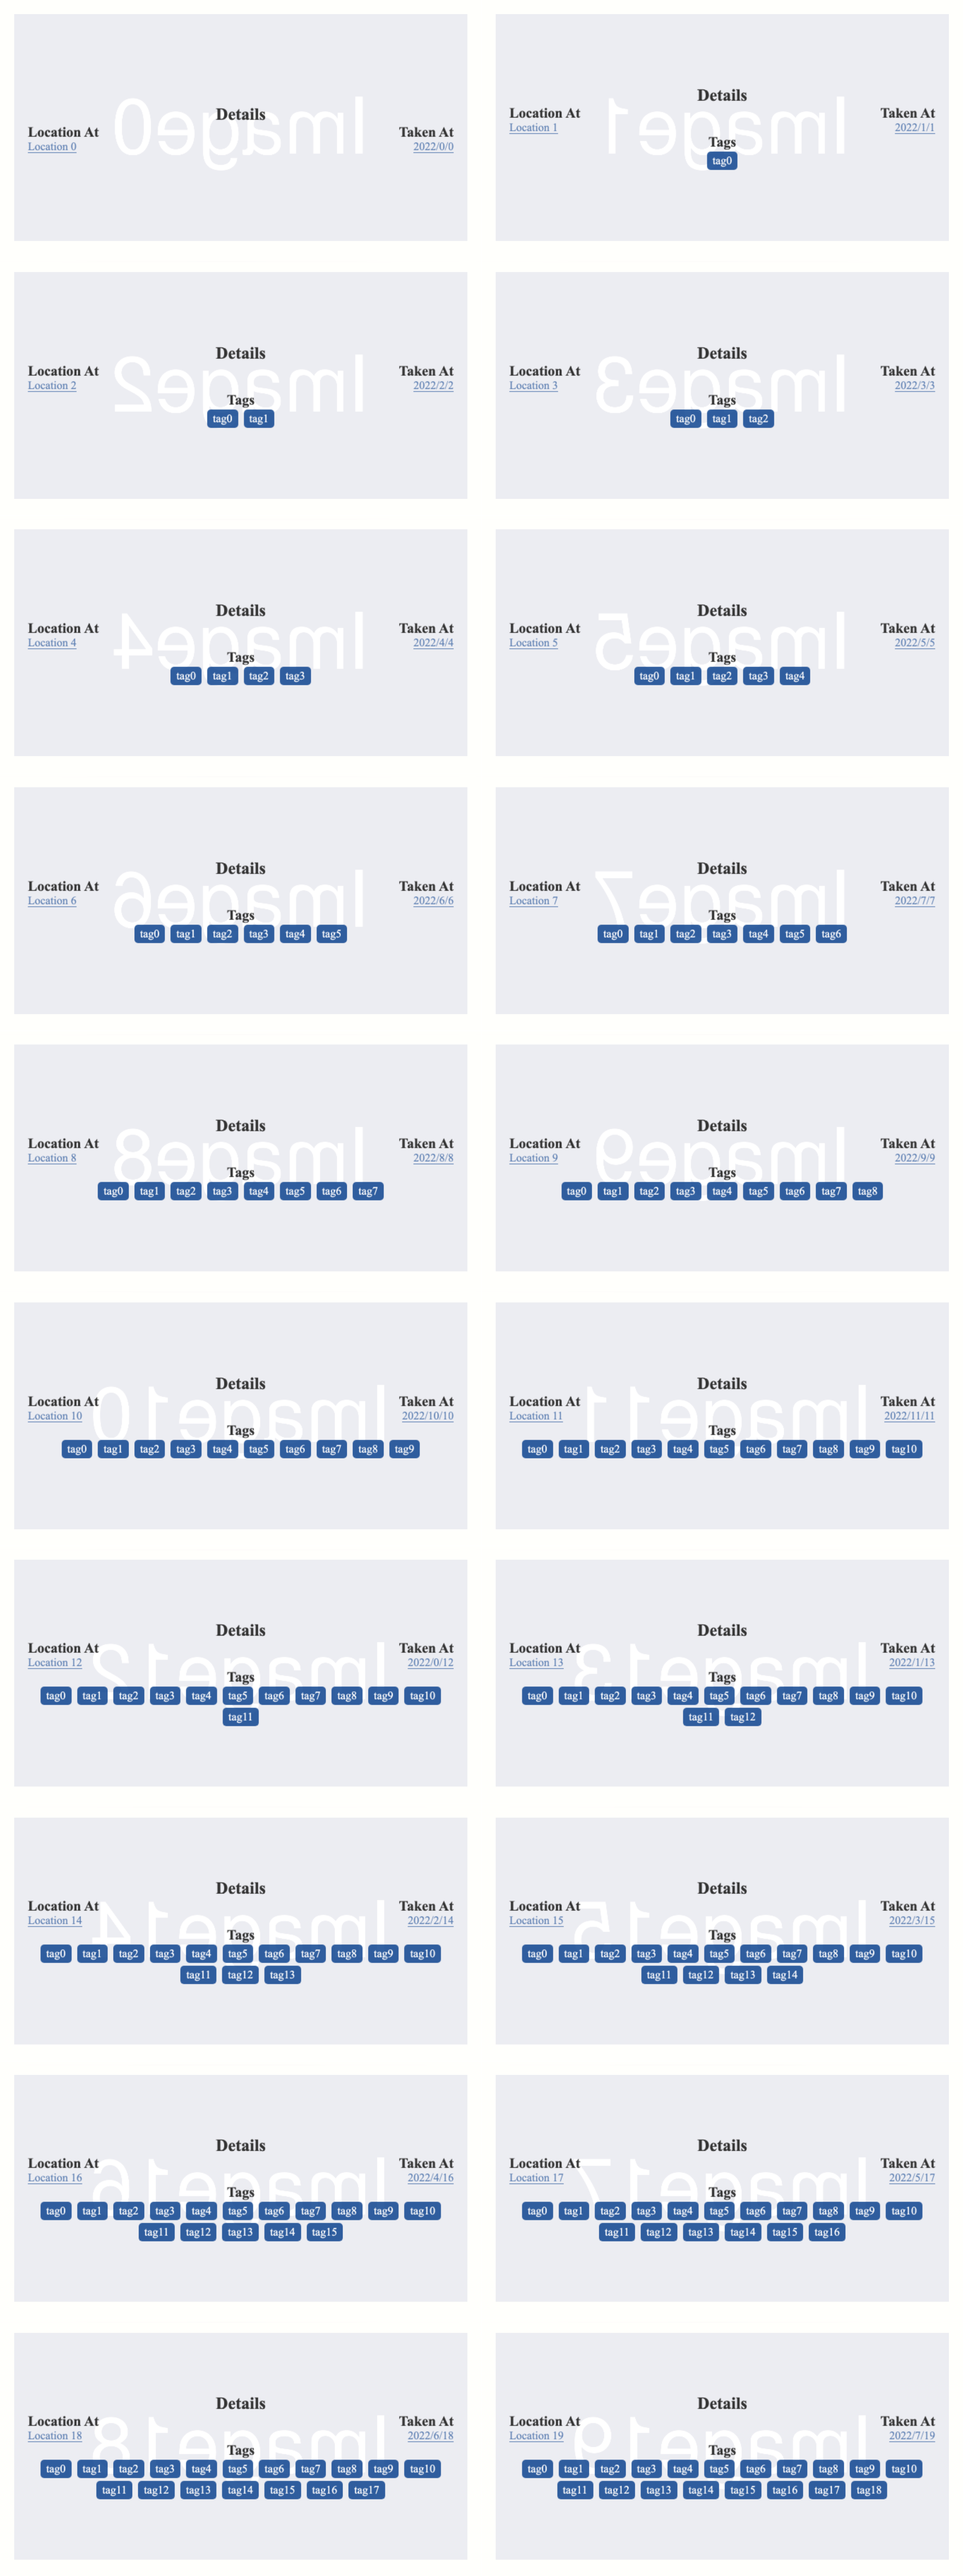 Image0
Details
Location At Taken At
Location 0 2022/0/0
Image1
Details
Location At Taken At
Location 1 2022/1/1
Tags
tag0
Image2
Details
Location At Taken At
Location 2 2022/2/2
Tags
tag0 tag1
Image3
Details
Location At Taken At
Location 3 2022/3/3
Tags
tag0 tag1 tag2
Image4
Details
Location At Taken At
Location 4 2022/4/4
Tags
tag0 tag1 tag2 tag3
Image5
Details
Location At Taken At
Location 5 2022/5/5
Tags
tag0 tag1 tag2 tag3 tag4
Image6
Details
Location At Taken At
Location 6 2022/6/6
Tags
tag0 tag1 tag2 tag3 tag4 tag5
Image7
Details
Location At Taken At
Location 7 2022/7/7
Tags
tag0 tag1 tag2 tag3 tag4 tag5 tag6
Image8
Details
Location At Taken At
Location 8 2022/8/8
Tags
tag0 tag1 tag2 tag3 tag4 tag5 tag6 tag7
Image9
Details
Location At Taken At
Location 9 2022/9/9
Tags
tag0 tag1 tag2 tag3 tag4 tag5 tag6 tag7 tag8
Image10
Details
Location At Taken At
Location 10 2022/10/10
Tags
tag0 tag1 tag2 tag3 tag4 tag5 tag6 tag7 tag8 tag9
Image11
Details
Location At Taken At
Location 11 2022/11/11
Tags
tag0 tag1 tag2 tag3 tag4 tag5 tag6 tag7 tag8 tag9 tag10
Image12
Details
Location At Taken At
Location 12 2022/0/12
Tags
tag0 tag1 tag2 tag3 tag4 tag5 tag6 tag7 tag8 tag9 tag10
tag11
Image13
Details
Location At Taken At
Location 13 2022/1/13
Tags
tag0 tag1 tag2 tag3 tag4 tag5 tag6 tag7 tag8 tag9 tag10
tag11 tag12
Image14
Details
Location At Taken At
Location 14 2022/2/14
Tags
tag0 tag1 tag2 tag3 tag4 tag5 tag6 tag7 tag8 tag9 tag10
tag11 tag12 tag13
Image15
Details
Location At Taken At
Location 15 2022/3/15
Tags
tag0 tag1 tag2 tag3 tag4 tag5 tag6 tag7 tag8 tag9 tag10
tag11 tag12 tag13 tag14
Image16
Details
Location At Taken At
Location 16 2022/4/16
Tags
tag0 tag1 tag2 tag3 tag4 tag5 tag6 tag7 tag8 tag9 tag10
tag11 tag12 tag13 tag14 tag15
Image17
Details
Location At Taken At
Location 17 2022/5/17
Tags
tag0 tag1 tag2 tag3 tag4 tag5 tag6 tag7 tag8 tag9 tag10
tag11 tag12 tag13 tag14 tag15 tag16
Image18
Details
Location At Taken At
Location 18 2022/6/18
Tags
tag0 tag1 tag2 tag3 tag4 tag5 tag6 tag7 tag8 tag9 tag10
tag11 tag12 tag13 tag14 tag15 tag16 tag17
Image19
Details
Location At Taken At
Location 19 2022/7/19
Tags
tag0 tag1 tag2 tag3 tag4 tag5 tag6 tag7 tag8 tag9 tag10
tag11 tag12 tag13 tag14 tag15 tag16 tag17 tag18